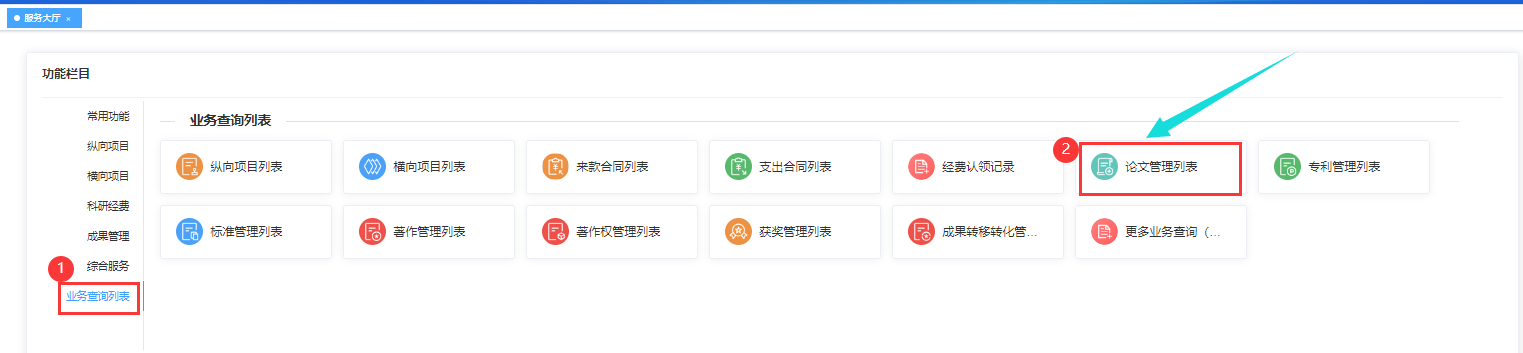 服务大厅 ×
功能栏目
常用功能
纵向项目
横向项目
科研经费
成果管理
综合服务
1
业务查询列表
业务查询列表
纵向项目列表
横向项目列表
来款合同列表
支出合同列表
经费认领记录
2
论文管理列表
专利管理列表
标准管理列表
著作管理列表
著作权管理列表
获奖管理列表
成果转移转化管...
更多业务查询（...